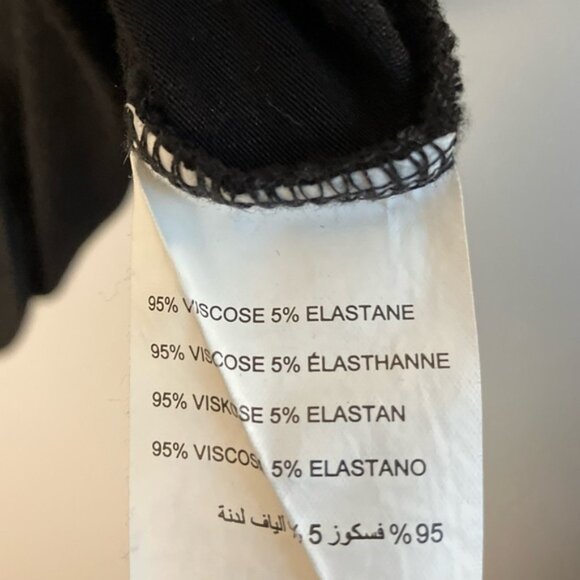 95% VISCOSE 5% ELASTANE
95% VISCOSE 5% ÉLASTHANNE
95% VISKOSE 5% ELASTAN
95% VISCOSE 5% ELASTANO
95 % فسكوز 5 % ألياف لدنة